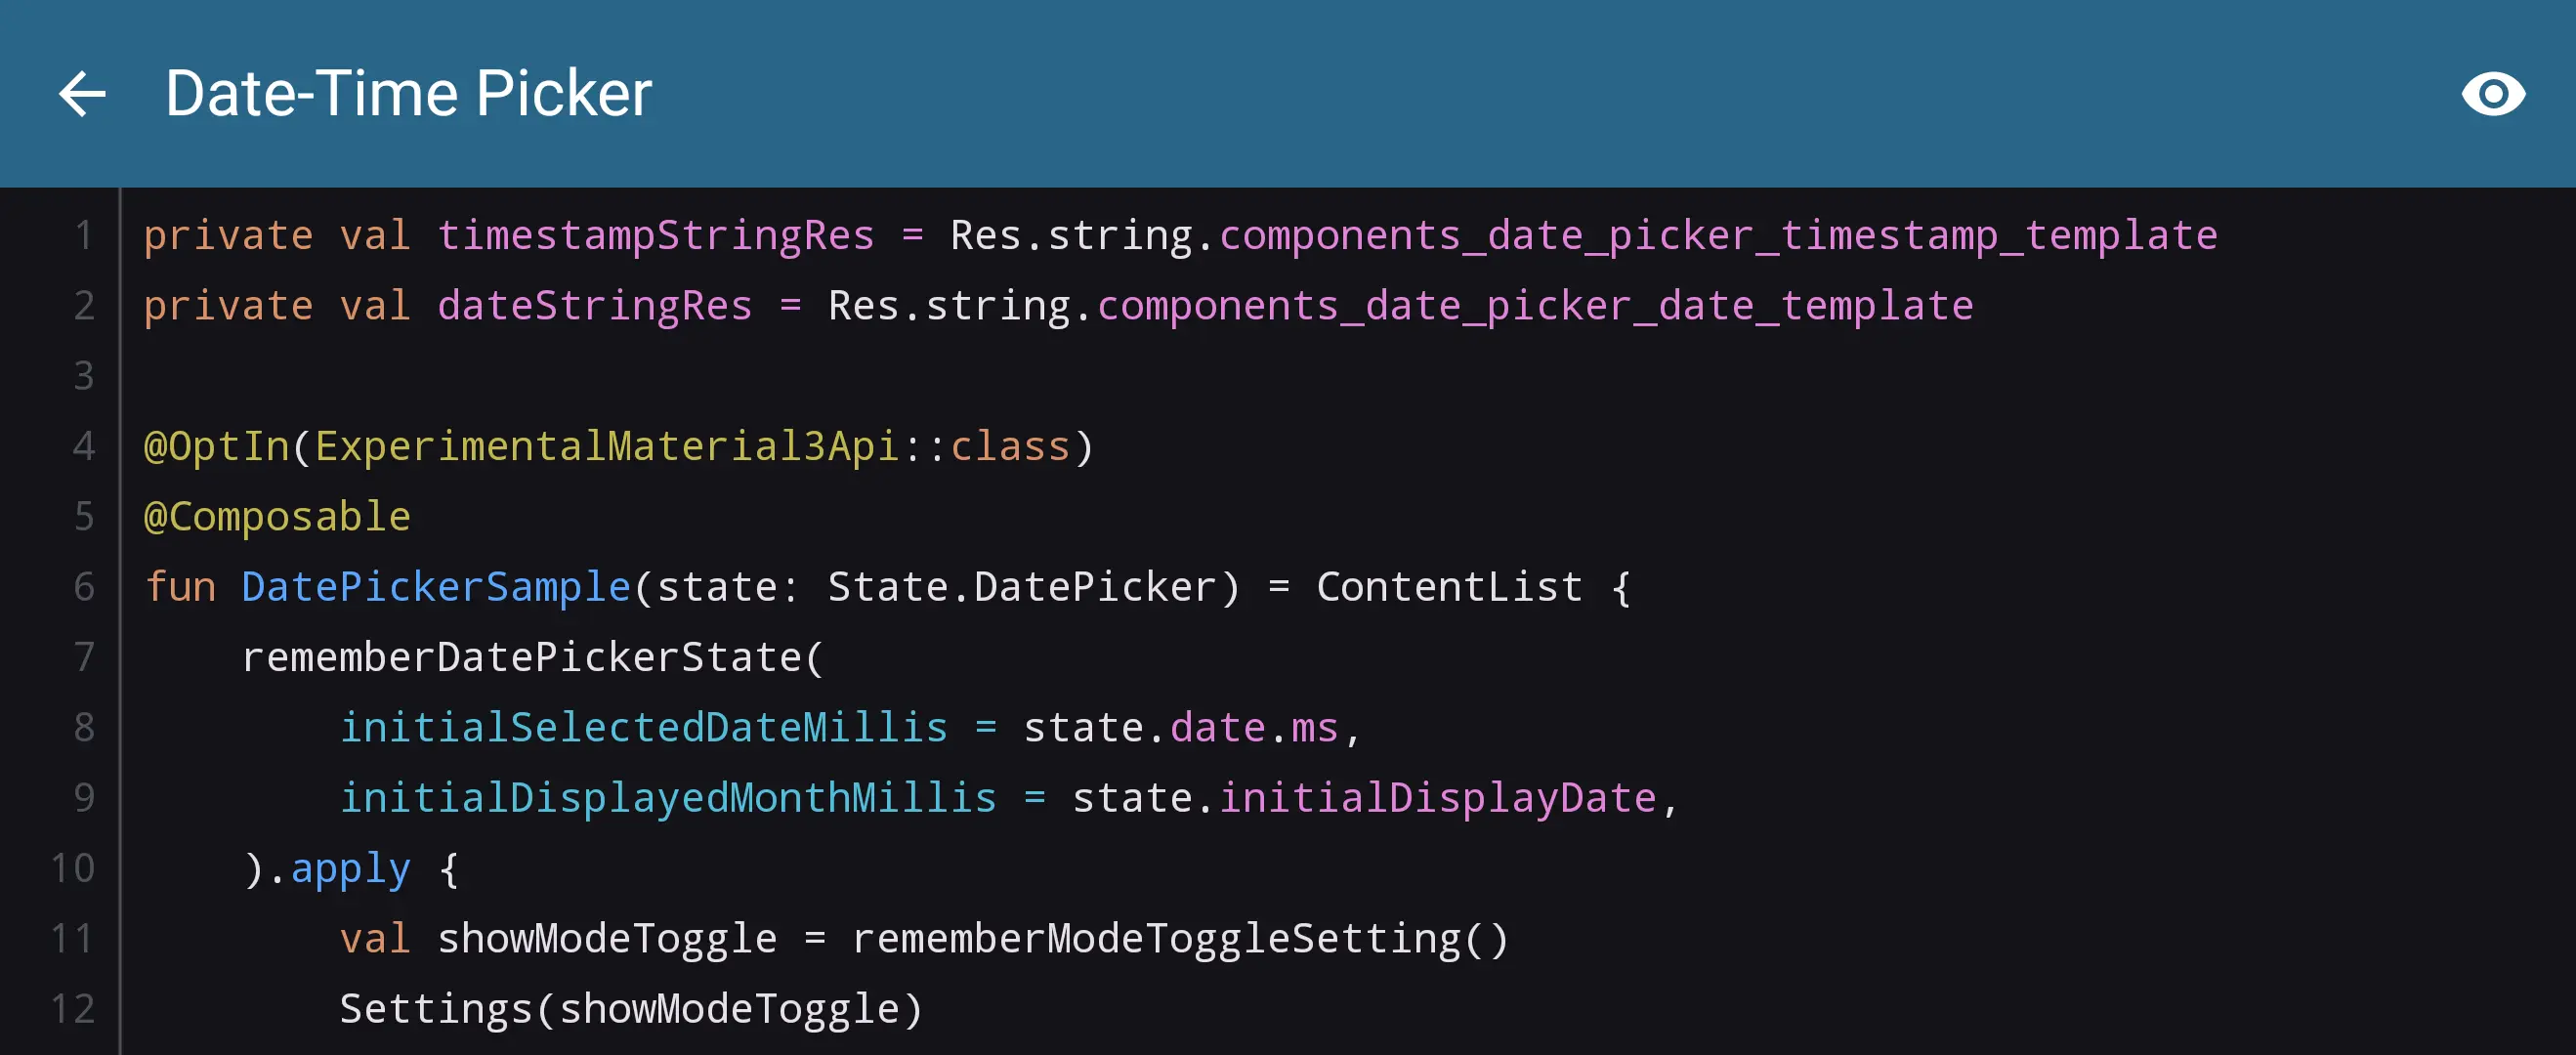 Date-Time Picker
1 private val timestampStringRes = Res.string.components_date_picker_timestamp_template
2 private val dateStringRes = Res.string.components_date_picker_date_template
3
4 @OptIn(ExperimentalMaterial3Api::class)
5 @Composable
6 fun DatePickerSample(state: State.DatePicker) = ContentList {
7     rememberDatePickerState(
8         initialSelectedDateMillis = state.date.ms,
9         initialDisplayedMonthMillis = state.initialDisplayDate,
10     ).apply {
11         val showModeToggle = rememberModeToggleSetting()
12         Settings(showModeToggle)